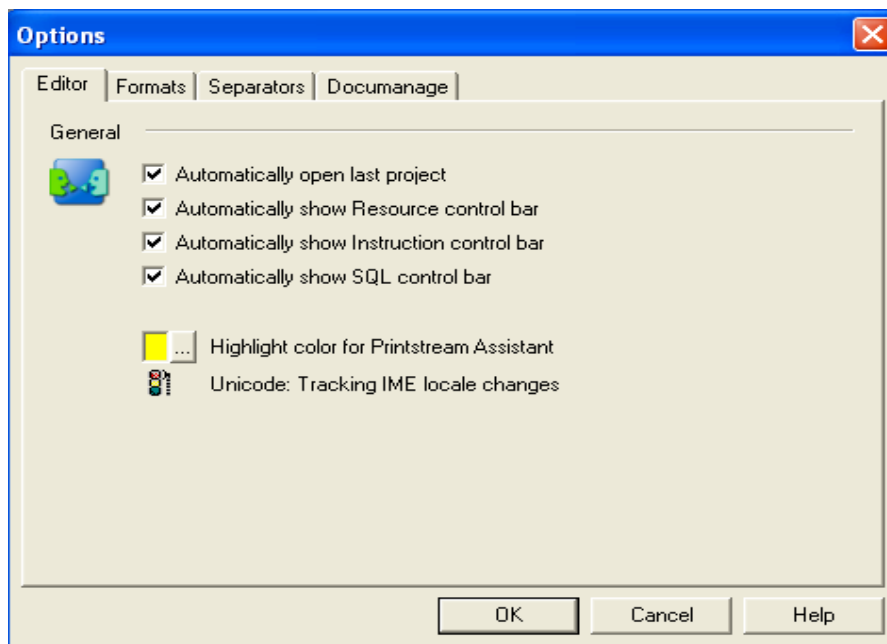 Options
Editor Formats Separators Documanage
General
Automatically open last project
Automatically show Resource control bar
Automatically show Instruction control bar
Automatically show SQL control bar
... Highlight color for Printstream Assistant
Unicode: Tracking IME locale changes
OK Cancel Help